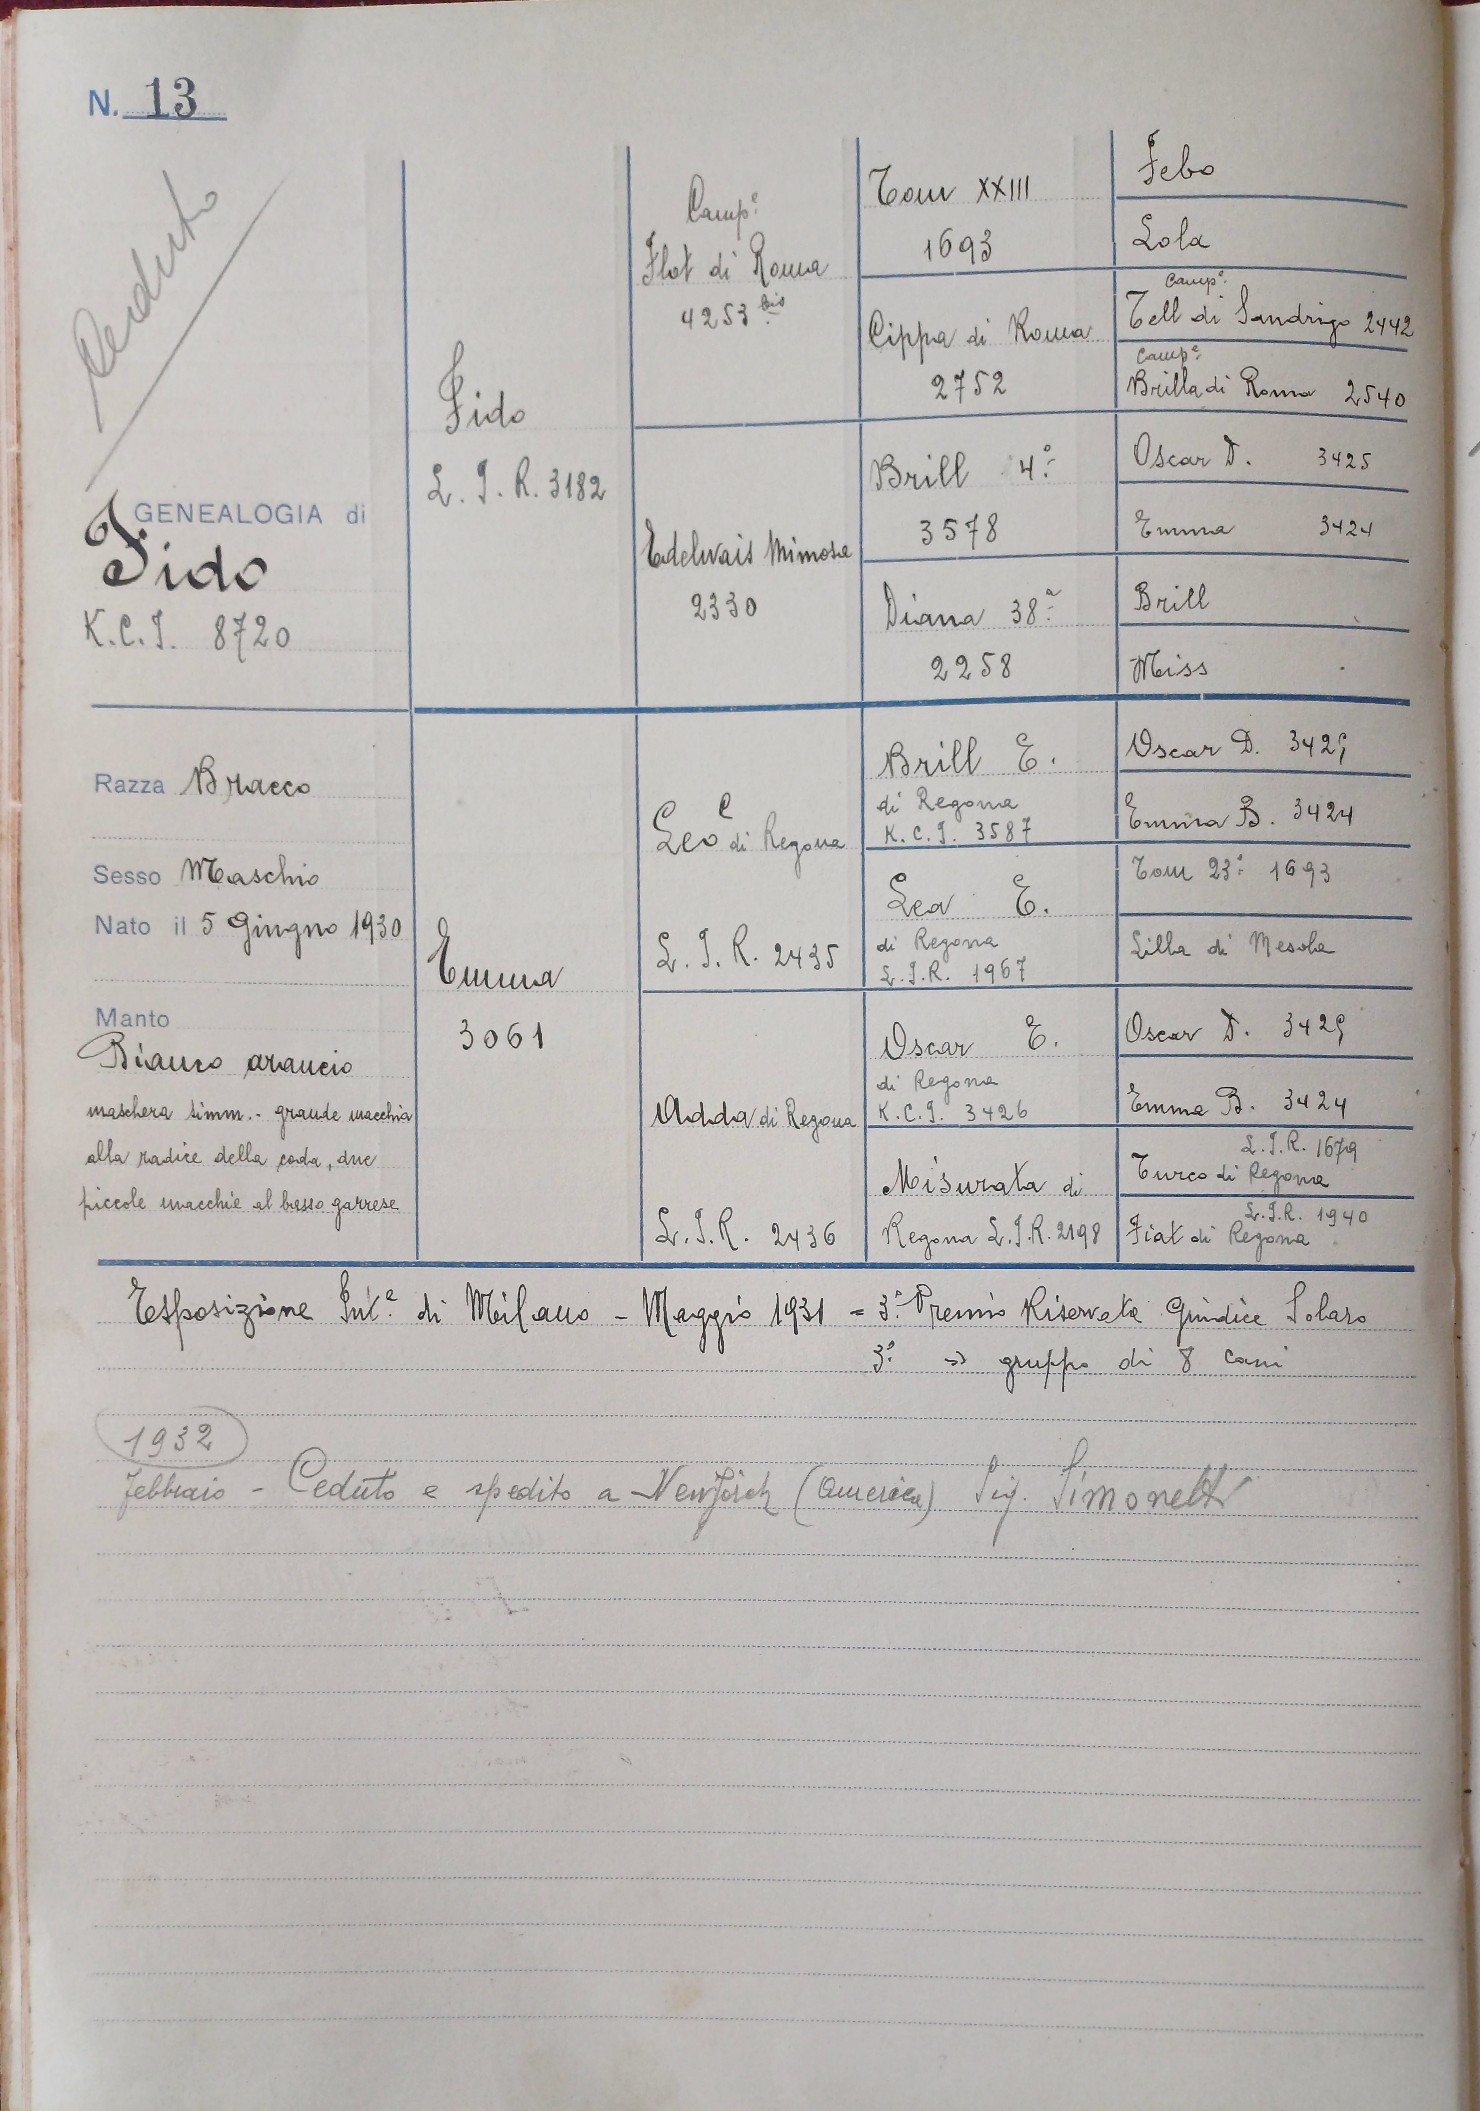 N. 13
Ceduto
GENEALOGIA di
Fido
K.C.I. 8720
Razza Bracco
Sesso Maschio
Nato il 5 Giugno 1930
Manto
Bianco arancio
maschera simm. - grande macchia
alla radice della coda, due
piccole macchie al basso garrese
Fido
L. I. R. 3182
Emma
3061
Camp.e
Flot di Roma
4253 bis
Edelvais Mimosa
2330
Leo C di Regona
L. I. R. 2435
Adda di Regona
L. I. R. 2436
Tom XXIII
1693
Cippa di Roma
2752
Brill 4°
3578
Diana 38a
2258
Brill E.
di Regona
K.C.I. 3587
Lea E.
di Regona
L.I.R. 1967
Oscar E.
di Regona
K.C.I. 3426
Misurata di
Regona L.I.R. 2198
Febo
Lola
Camp.e
Tell di Sandrigo 2442
Camp.e
Brilla di Roma 2540
Oscar D. 3425
Emma 3424
Brill
Miss
Oscar D. 3425
Emma B. 3424
Tom 23° 1693
Lilla di Mesola
Oscar D. 3425
Emma B. 3424
L.I.R. 1679
Turco di Regona
L.I.R. 1940
Fiat di Regona
Esposizione Int.e di Milano - Maggio 1931 = 3° Premio Riservata Giudice Solaro
3° gruppo di 8 cani
1932
Febbraio - Ceduto e spedito a New Jorck (America) Sig. Simonetti